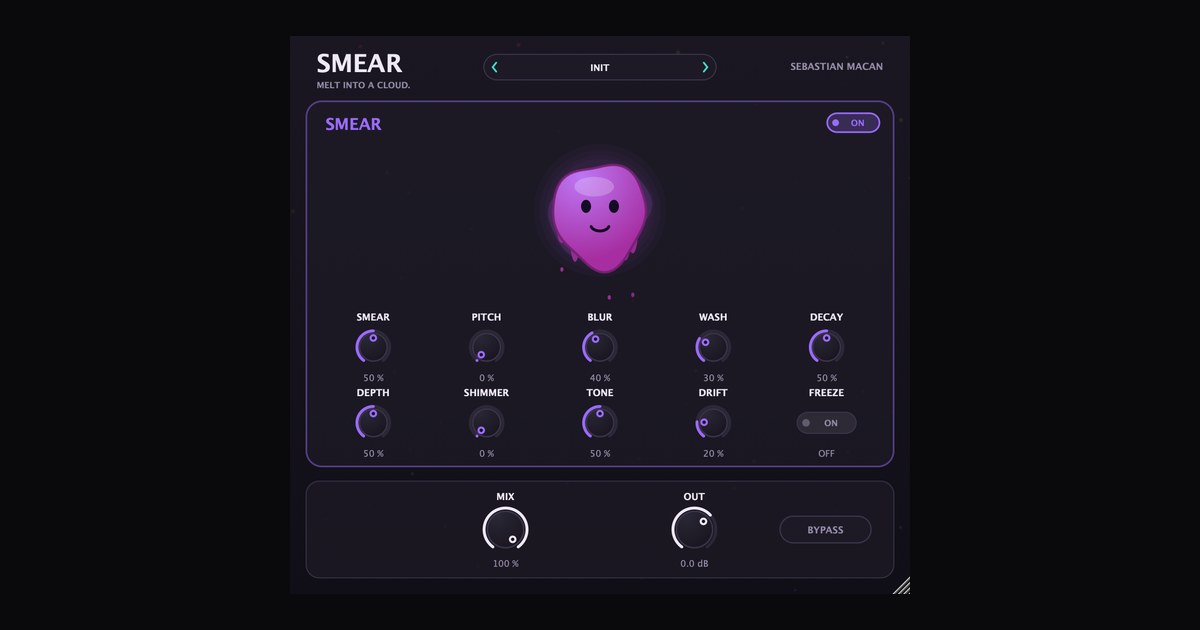 SMEAR
INIT
SEBASTIAN MACAN
MELT INTO A CLOUD.
SMEAR
ON
SMEAR PITCH BLUR WASH DECAY
50 % 0 % 40 % 30 % 50 %
DEPTH SHIMMER TONE DRIFT FREEZE
ON
50 % 0 % 50 % 20 % OFF
MIX OUT
BYPASS
100 % 0.0 dB